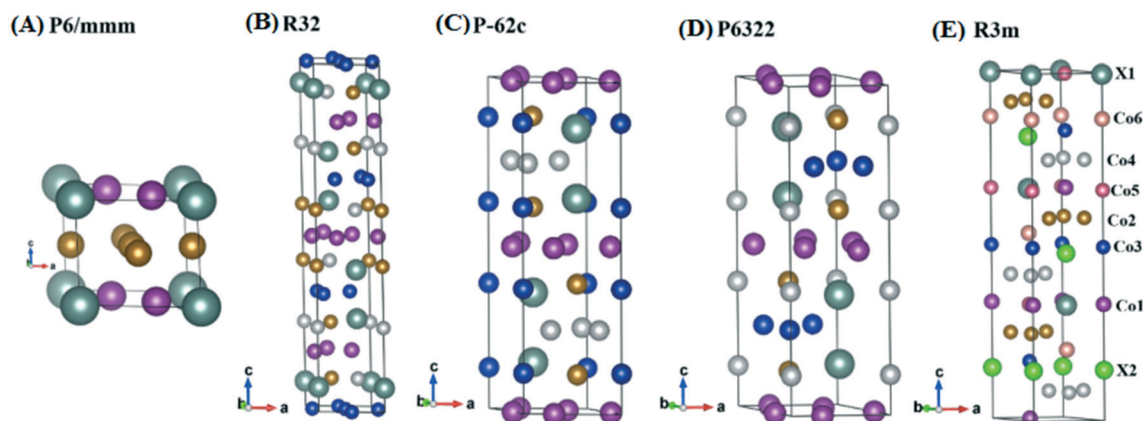 (A) P6/mmm
(B) R32
(C) P-62c
(D) P6322
(E) R3m
X1
Co6
Co4
Co5
Co2
Co3
Co1
X2
c
b
a
c
b
a
c
b
a
c
b
a
c
a